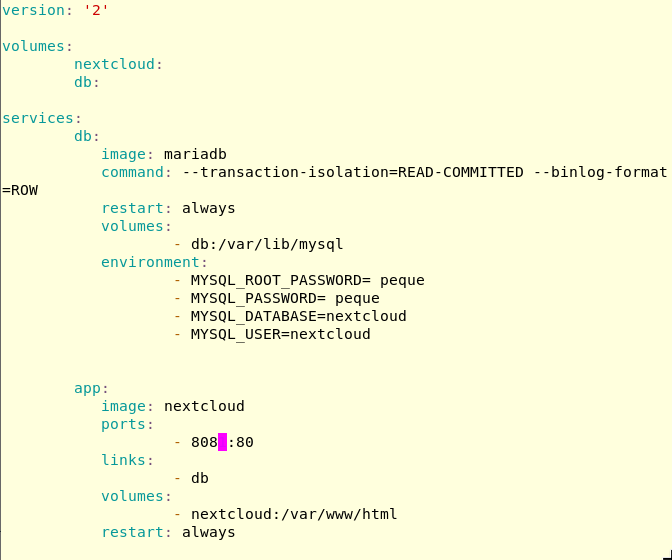 version: '2'
volumes:
nextcloud:
db:
services:
db:
image: mariadb
command: --transaction-isolation=READ-COMMITTED --binlog-format
=ROW
restart: always
volumes:
- db:/var/lib/mysql
environment:
- MYSQL_ROOT_PASSWORD= peque
- MYSQL_PASSWORD= peque
- MYSQL_DATABASE=nextcloud
- MYSQL_USER=nextcloud
app:
image: nextcloud
ports:
- 808 :80
links:
- db
volumes:
- nextcloud:/var/www/html
restart: always